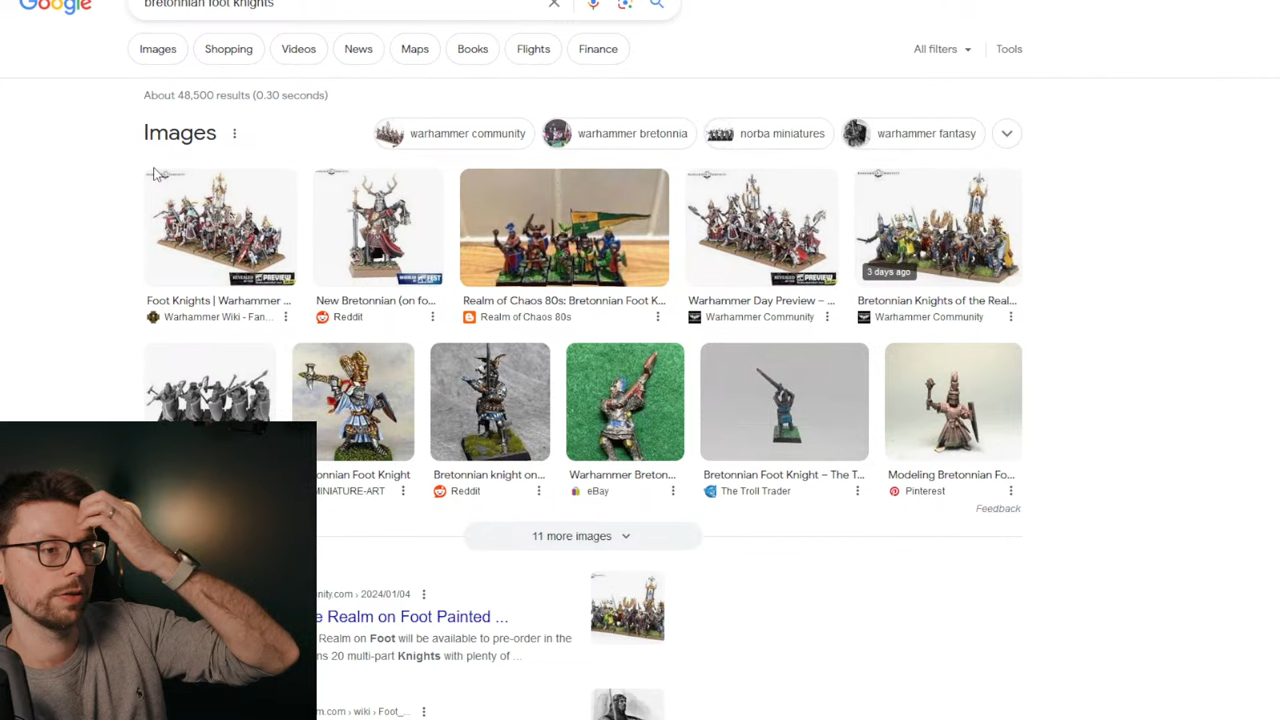 Google
bretonnian foot knights
Images
Shopping
Videos
News
Maps
Books
Flights
Finance
All filters
Tools
About 48,500 results (0.30 seconds)
Images
warhammer community
warhammer bretonnia
norba miniatures
warhammer fantasy
3 days ago
Foot Knights | Warhammer ...
Warhammer Wiki - Fan...
New Bretonnian (on fo...
Reddit
Realm of Chaos 80s: Bretonnian Foot K...
Realm of Chaos 80s
Warhammer Day Preview – ...
Warhammer Community
Bretonnian Knights of the Real...
Warhammer Community
onnian Foot Knight
MINIATURE-ART
Bretonnian knight on...
Reddit
Warhammer Breton...
eBay
Bretonnian Foot Knight – The T...
The Troll Trader
Modeling Bretonnian Fo...
Pinterest
Feedback
11 more images
nity.com › 2024/01/04
e Realm on Foot Painted ...
Realm on Foot will be available to pre-order in the
ns 20 multi-part Knights with plenty of ...
m.com › wiki › Foot_...